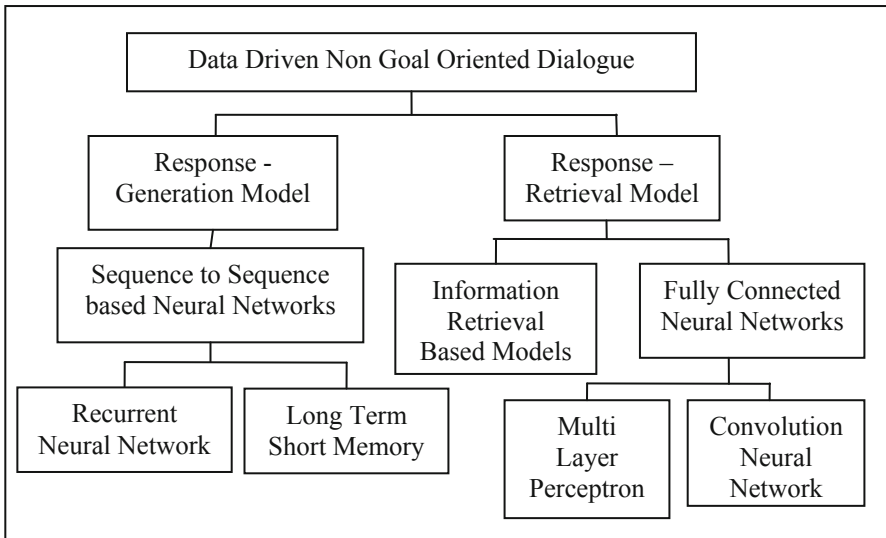 Data Driven Non Goal Oriented Dialogue
Response -
Generation Model
Response –
Retrieval Model
Sequence to Sequence
based Neural Networks
Information
Retrieval
Based Models
Fully Connected
Neural Networks
Recurrent
Neural Network
Long Term
Short Memory
Multi
Layer
Perceptron
Convolution
Neural
Network